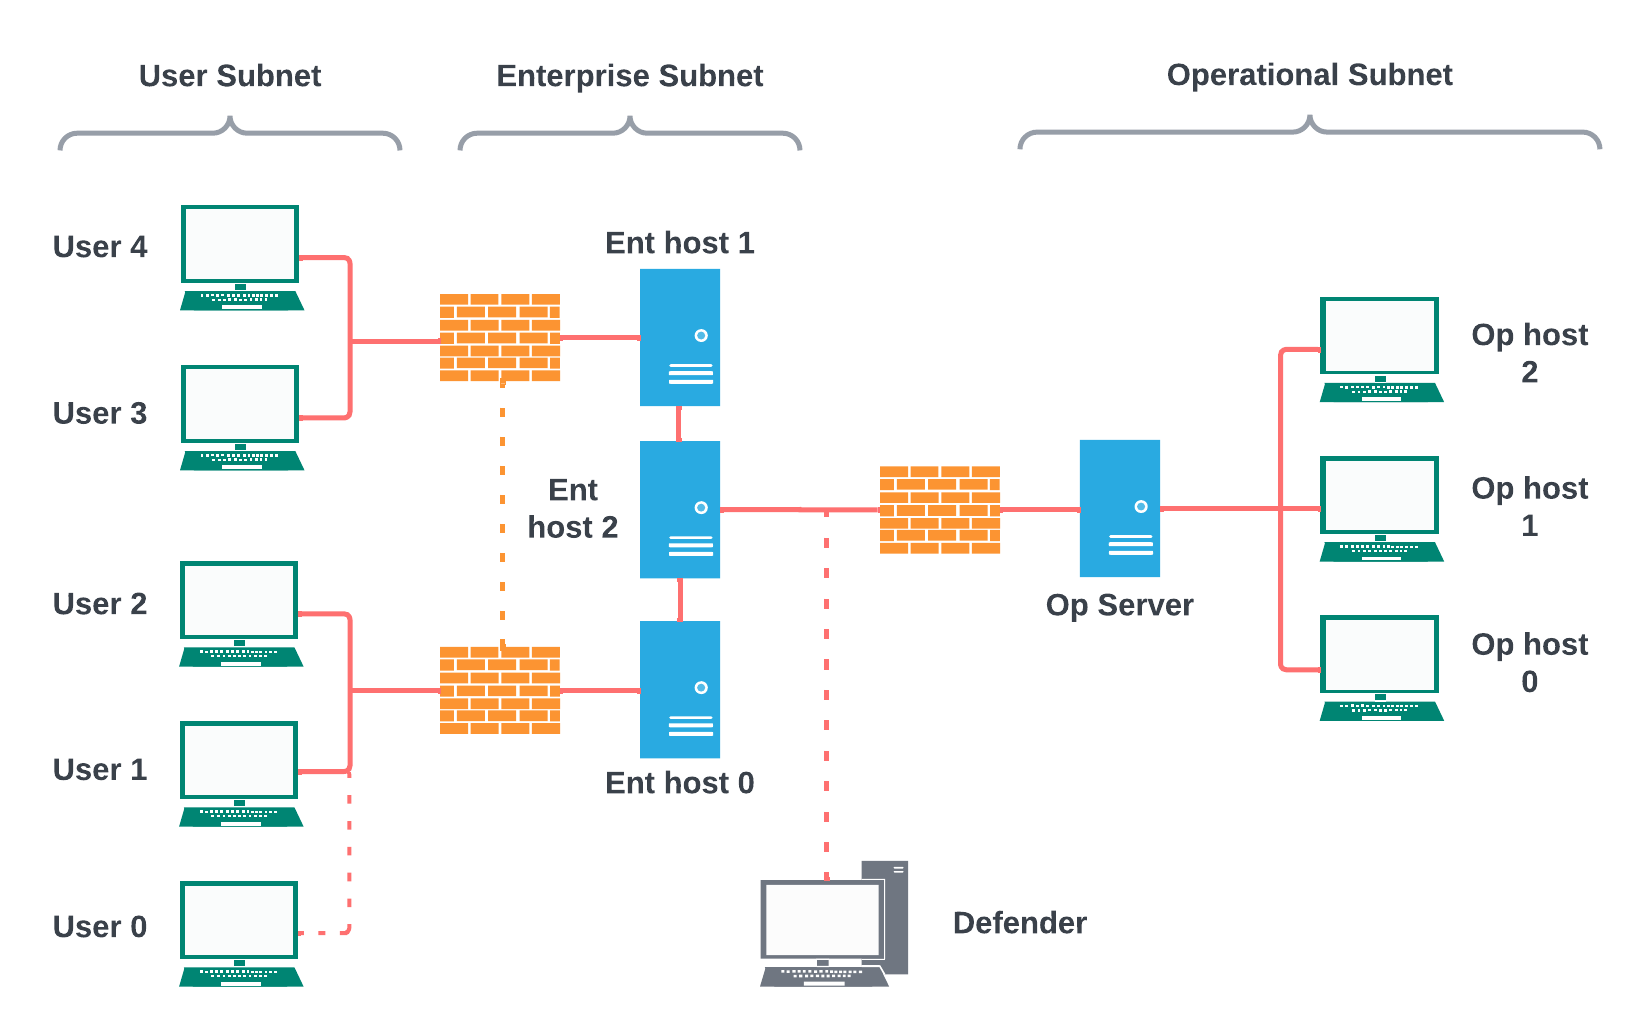 User Subnet
Enterprise Subnet
Operational Subnet
User 4
User 3
User 2
User 1
User 0
Ent host 1
Ent
host 2
Ent host 0
Op Server
Op host
2
Op host
1
Op host
0
Defender